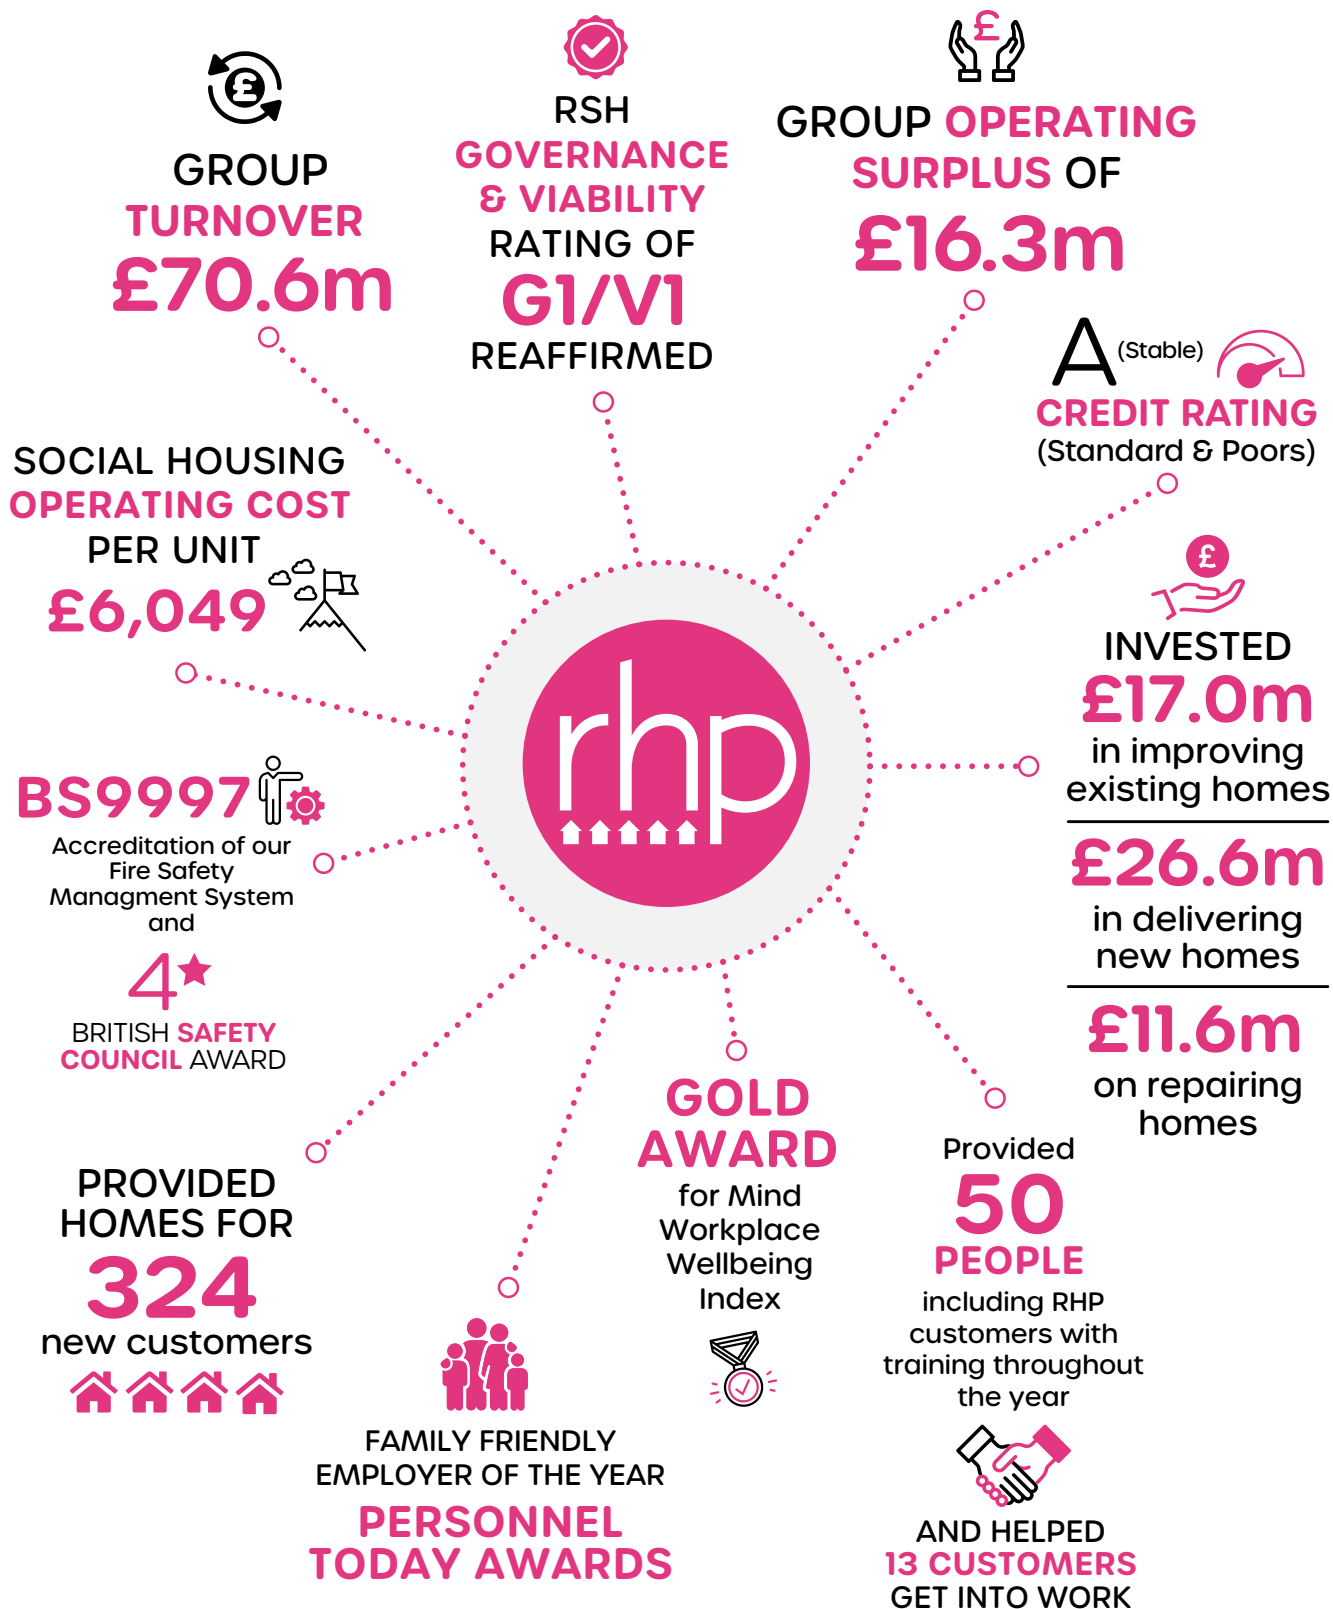 £
GROUP
TURNOVER
£70.6m
RSH
GOVERNANCE
& VIABILITY
RATING OF
G1/V1
REAFFIRMED
£
GROUP OPERATING
SURPLUS OF
£16.3m
A (Stable)
CREDIT RATING
(Standard & Poors)
SOCIAL HOUSING
OPERATING COST
PER UNIT
£6,049
£
INVESTED
£17.0m
in improving
existing homes
£26.6m
in delivering
new homes
£11.6m
on repairing
homes
rhp
BS9997
Accreditation of our
Fire Safety
Managment System
and
4★
BRITISH SAFETY
COUNCIL AWARD
PROVIDED
HOMES FOR
324
new customers
FAMILY FRIENDLY
EMPLOYER OF THE YEAR
PERSONNEL
TODAY AWARDS
GOLD
AWARD
for Mind
Workplace
Wellbeing
Index
Provided
50
PEOPLE
including RHP
customers with
training throughout
the year
AND HELPED
13 CUSTOMERS
GET INTO WORK